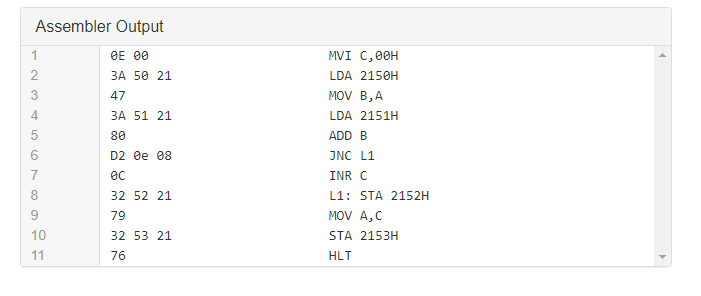 Assembler Output
1 0E 00 MVI C,00H
2 3A 50 21 LDA 2150H
3 47 MOV B,A
4 3A 51 21 LDA 2151H
5 80 ADD B
6 D2 0e 08 JNC L1
7 0C INR C
8 32 52 21 L1: STA 2152H
9 79 MOV A,C
10 32 53 21 STA 2153H
11 76 HLT